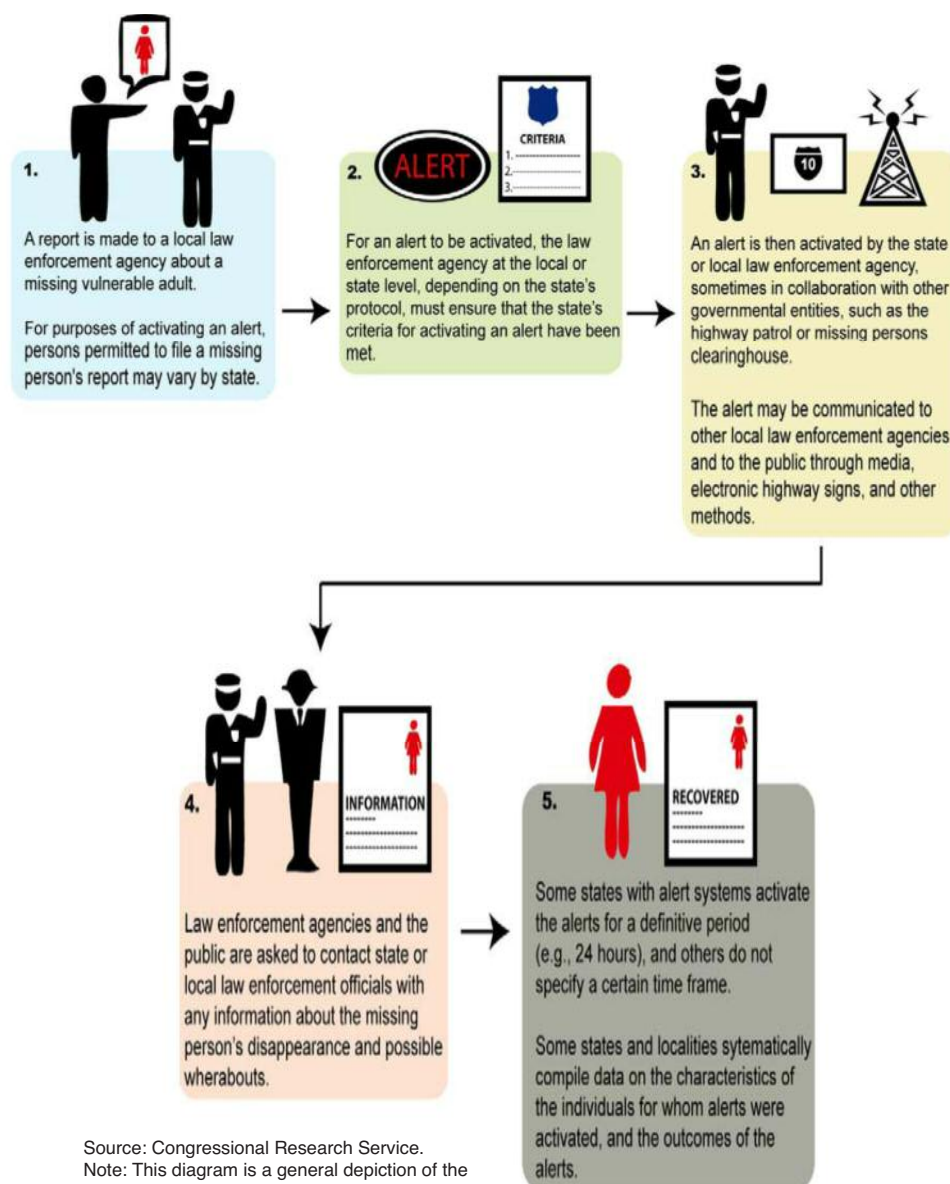 1.
A report is made to a local law
enforcement agency about a
missing vulnerable adult.
For purposes of activating an alert,
persons permitted to file a missing
person's report may vary by state.
2.
ALERT
CRITERIA
1.
2.
3.
For an alert to be activated, the law
enforcement agency at the local or
state level, depending on the state's
protocol, must ensure that the state's
criteria for activating an alert have been
met.
3.
10
An alert is then activated by the state
or local law enforcement agency,
sometimes in collaboration with other
governmental entities, such as the
highway patrol or missing persons
clearinghouse.
The alert may be communicated to
other local law enforcement agencies
and to the public through media,
electronic highway signs, and other
methods.
4.
INFORMATION
Law enforcement agencies and the
public are asked to contact state or
local law enforcement officials with
any information about the missing
person's disappearance and possible
wherabouts.
5.
RECOVERED
Some states with alert systems activate
the alerts for a definitive period
(e.g., 24 hours), and others do not
specify a certain time frame.
Some states and localities sytematically
compile data on the characteristics of
the individuals for whom alerts were
activated, and the outcomes of the
alerts.
Source: Congressional Research Service.
Note: This diagram is a general depiction of the